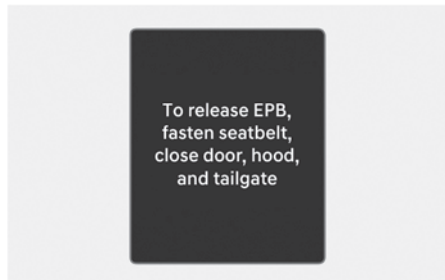 To release EPB,
fasten seatbelt,
close door, hood,
and tailgate